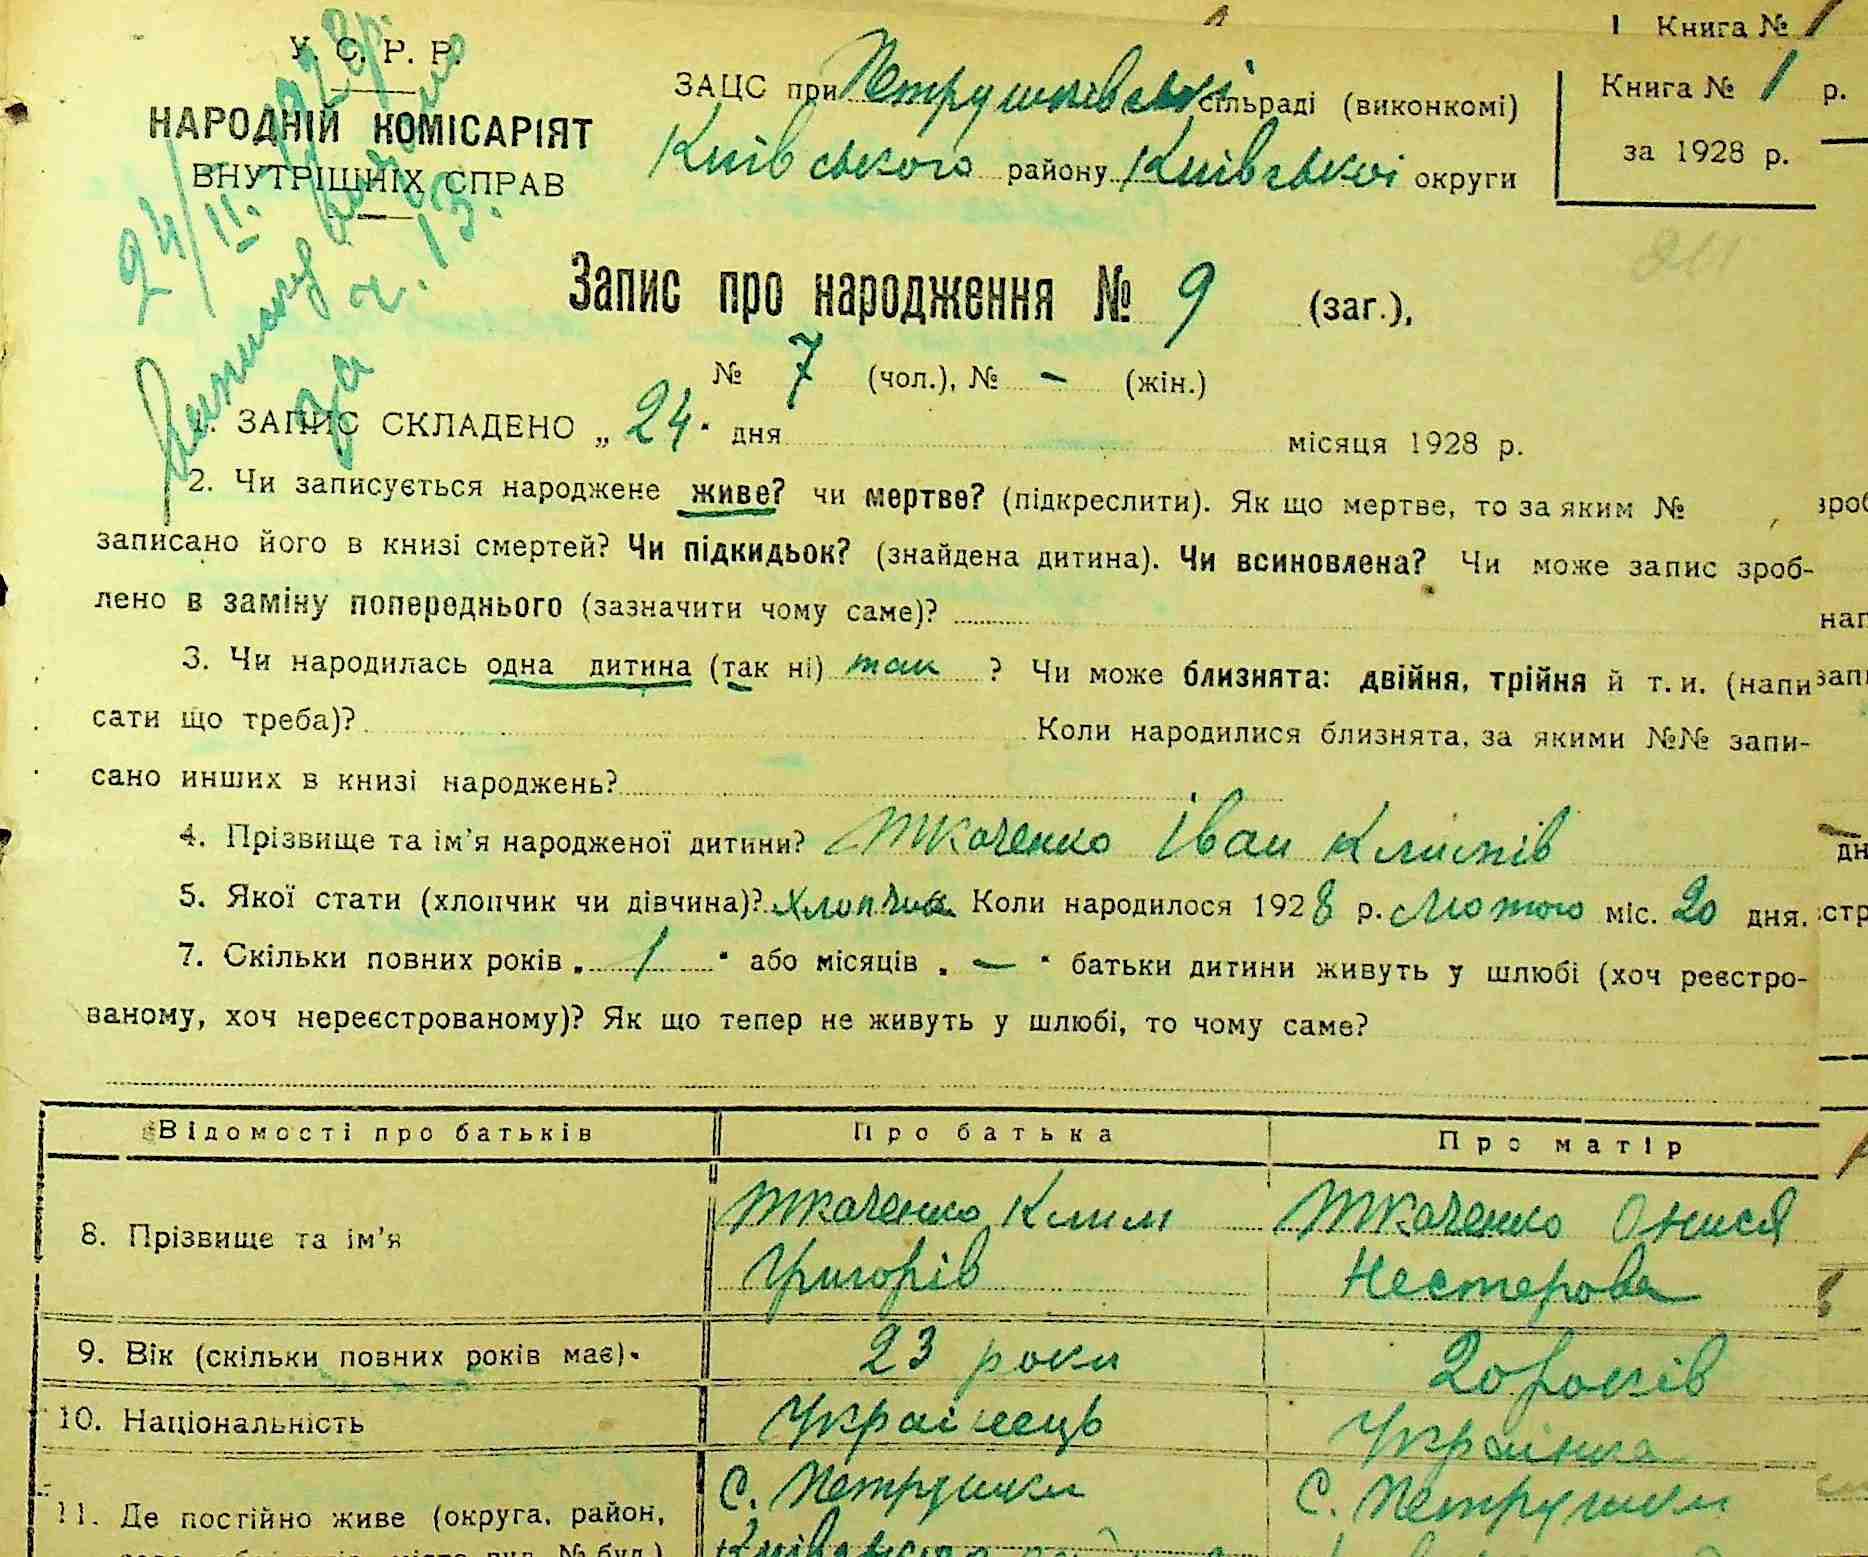 І Книга № 1
У. С. Р. Р.
НАРОДНІЙ КОМІСАРІЯТ
ВНУТРІШНІХ СПРАВ
24/II. 1928р.
за ч. 13.
ЗАЦС при Петрушківській сільраді (виконкомі)
Київського району Київської округи
Книга № 1 р.
за 1928 р.
Запис про народження № 9 (заг.),
№ 7 (чол.), № - (жін.)
1. ЗАПИС СКЛАДЕНО „ 24 " дня місяця 1928 р.
2. Чи записується народжене живе? чи мертве? (підкреслити). Як що мертве, то за яким №
записано його в книзі смертей? Чи підкидьок? (знайдена дитина). Чи всиновлена? Чи може запис зроб-
лено в заміну попереднього (зазначити чому саме)?
3. Чи народилась одна дитина (так ні) так ? Чи може близнята: двійня, трійня й т. и. (напи
сати що треба)? Коли народилися близнята, за якими №№ запи-
сано инших в книзі народжень?
4. Прізвище та ім'я народженої дитини? Ткаченко Іван Климів
5. Якої стати (хлопчик чи дівчина)? хлопчик Коли народилося 1928 р. Лютого міс. 20 дня.
7. Скільки повних років „ 1 " або місяців „ - " батьки дитини живуть у шлюбі (хоч реєстро-
ваному, хоч нереєстрованому)? Як що тепер не живуть у шлюбі, то чому саме?
Відомості про батьків Про батька Про матір
8. Прізвище та ім'я
Ткаченко Клим
Григорів
Ткаченко Онися
Нестерова
9. Вік (скільки повних років має). 23 роки 20 років
10. Національність Українець Українка
11. Де постійно живе (округа, район,
С. Петрушки
С. Петрушки
Київського